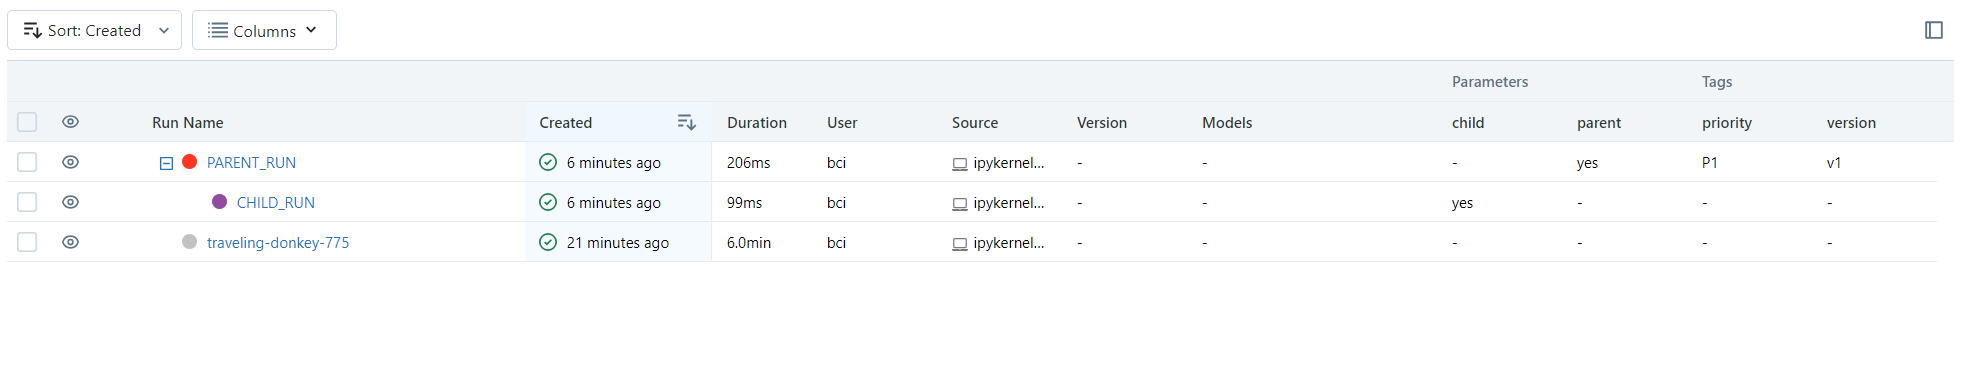 Sort: Created Columns
Parameters Tags
Run Name Created Duration User Source Version Models child parent priority version
PARENT_RUN 6 minutes ago 206ms bci ipykernel... - - - yes P1 v1
CHILD_RUN 6 minutes ago 99ms bci ipykernel... - - yes - - -
traveling-donkey-775 21 minutes ago 6.0min bci ipykernel... - - - - - -